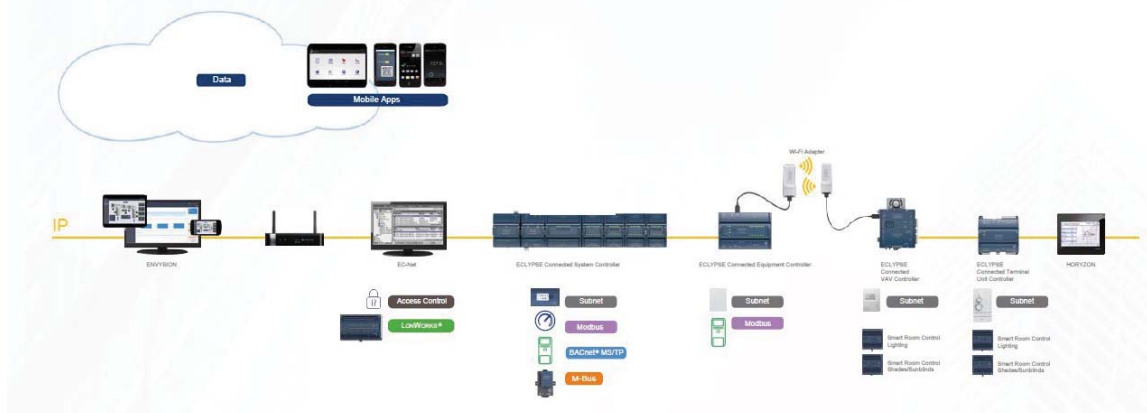 Data
Mobile Apps
Wi-Fi Adapter
IP
ENVYSION
EC-Net
ECLYPSE Connected System Controller
ECLYPSE Connected Equipment Controller
ECLYPSE
Connected
VAV Controller
ECLYPSE
Connected Terminal
Unit Controller
HORYZON
Access Control
LONWORKS®
Subnet
Modbus
BACnet® MS/TP
M-Bus
Subnet
Modbus
Subnet
Smart Room Control
Lighting
Smart Room Control
Shades/Sunblinds
Subnet
Smart Room Control
Lighting
Smart Room Control
Shades/Sunblinds